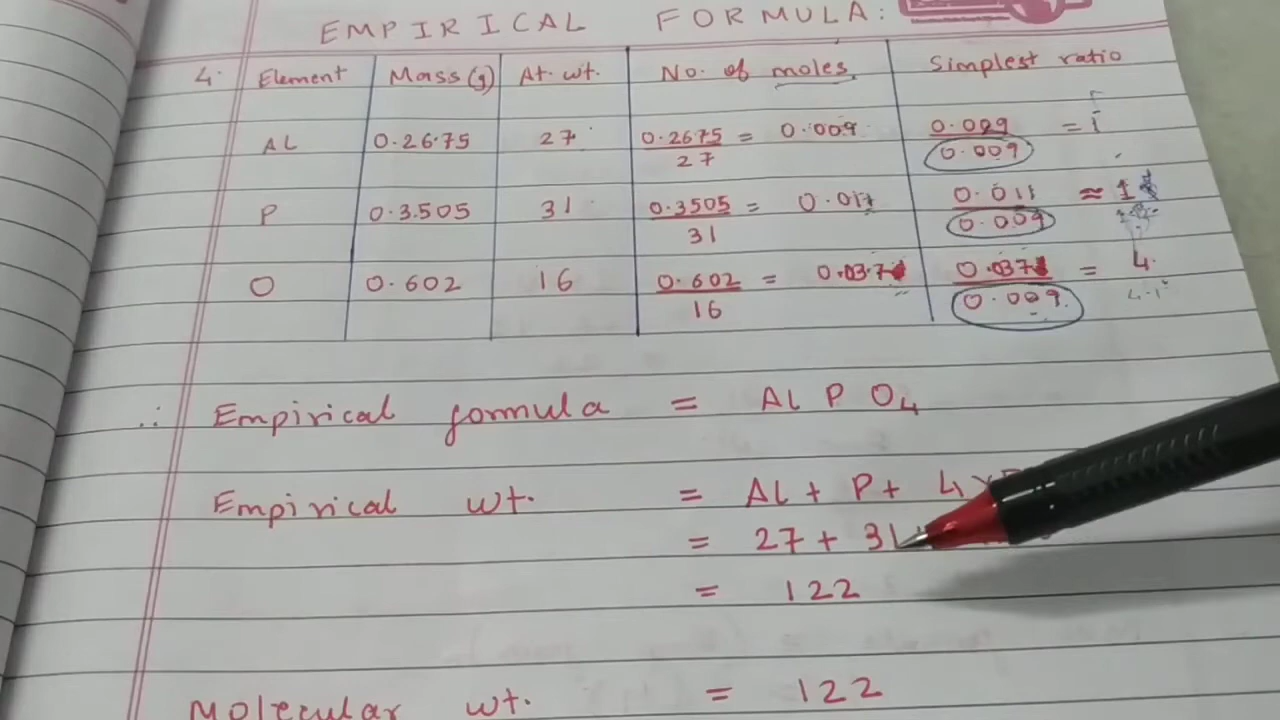 EMPIRICAL FORMULA:
4. Element Mass (g) At. wt. No. of moles Simplest ratio
AL 0.2675 27 0.2675/27 = 0.009 0.009/0.009 = 1
P 0.3505 31 0.3505/31 = 0.011 0.011/0.009 ≈ 1
O 0.602 16 0.602/16 = 0.037 0.037/0.009 = 4
∴ Empirical formula = AL P O4
Empirical wt. = AL + P + 4 x
= 27 + 31
= 122
Molecular wt. = 122